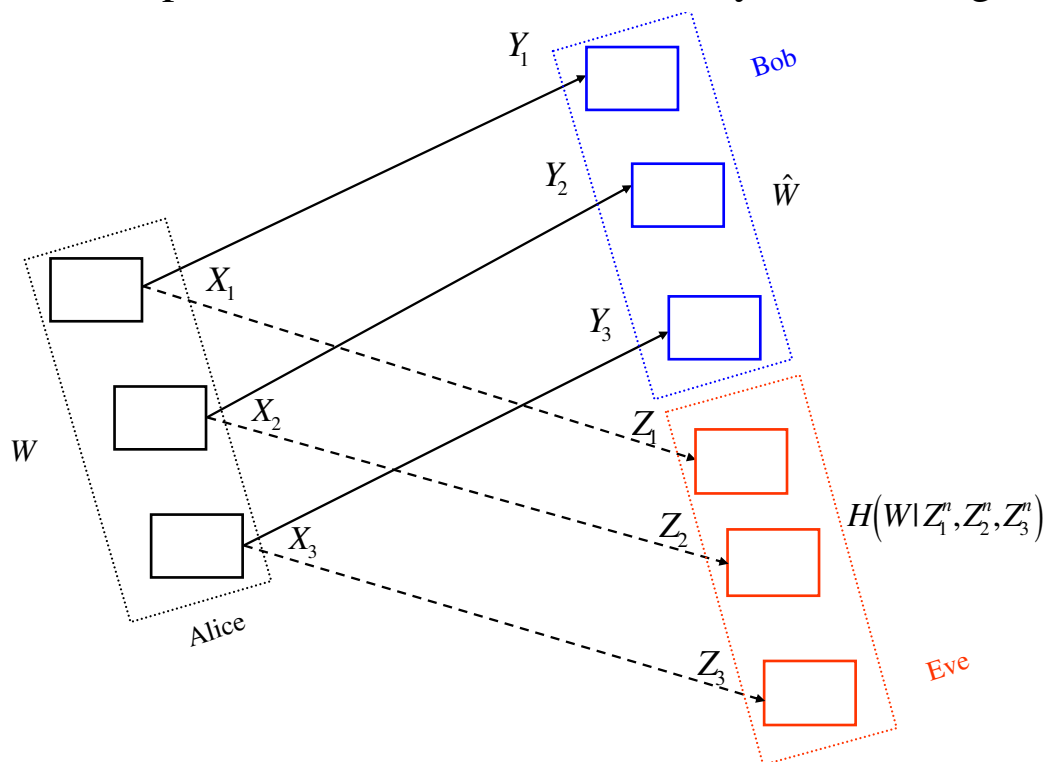 Y₁
Bob
Y₂
Ŵ
X₁
Y₃
W
X₂
Z₁
X₃
Z₂
H(W|Z₁ⁿ,Z₂ⁿ,Z₃ⁿ)
Alice
Z₃
Eve